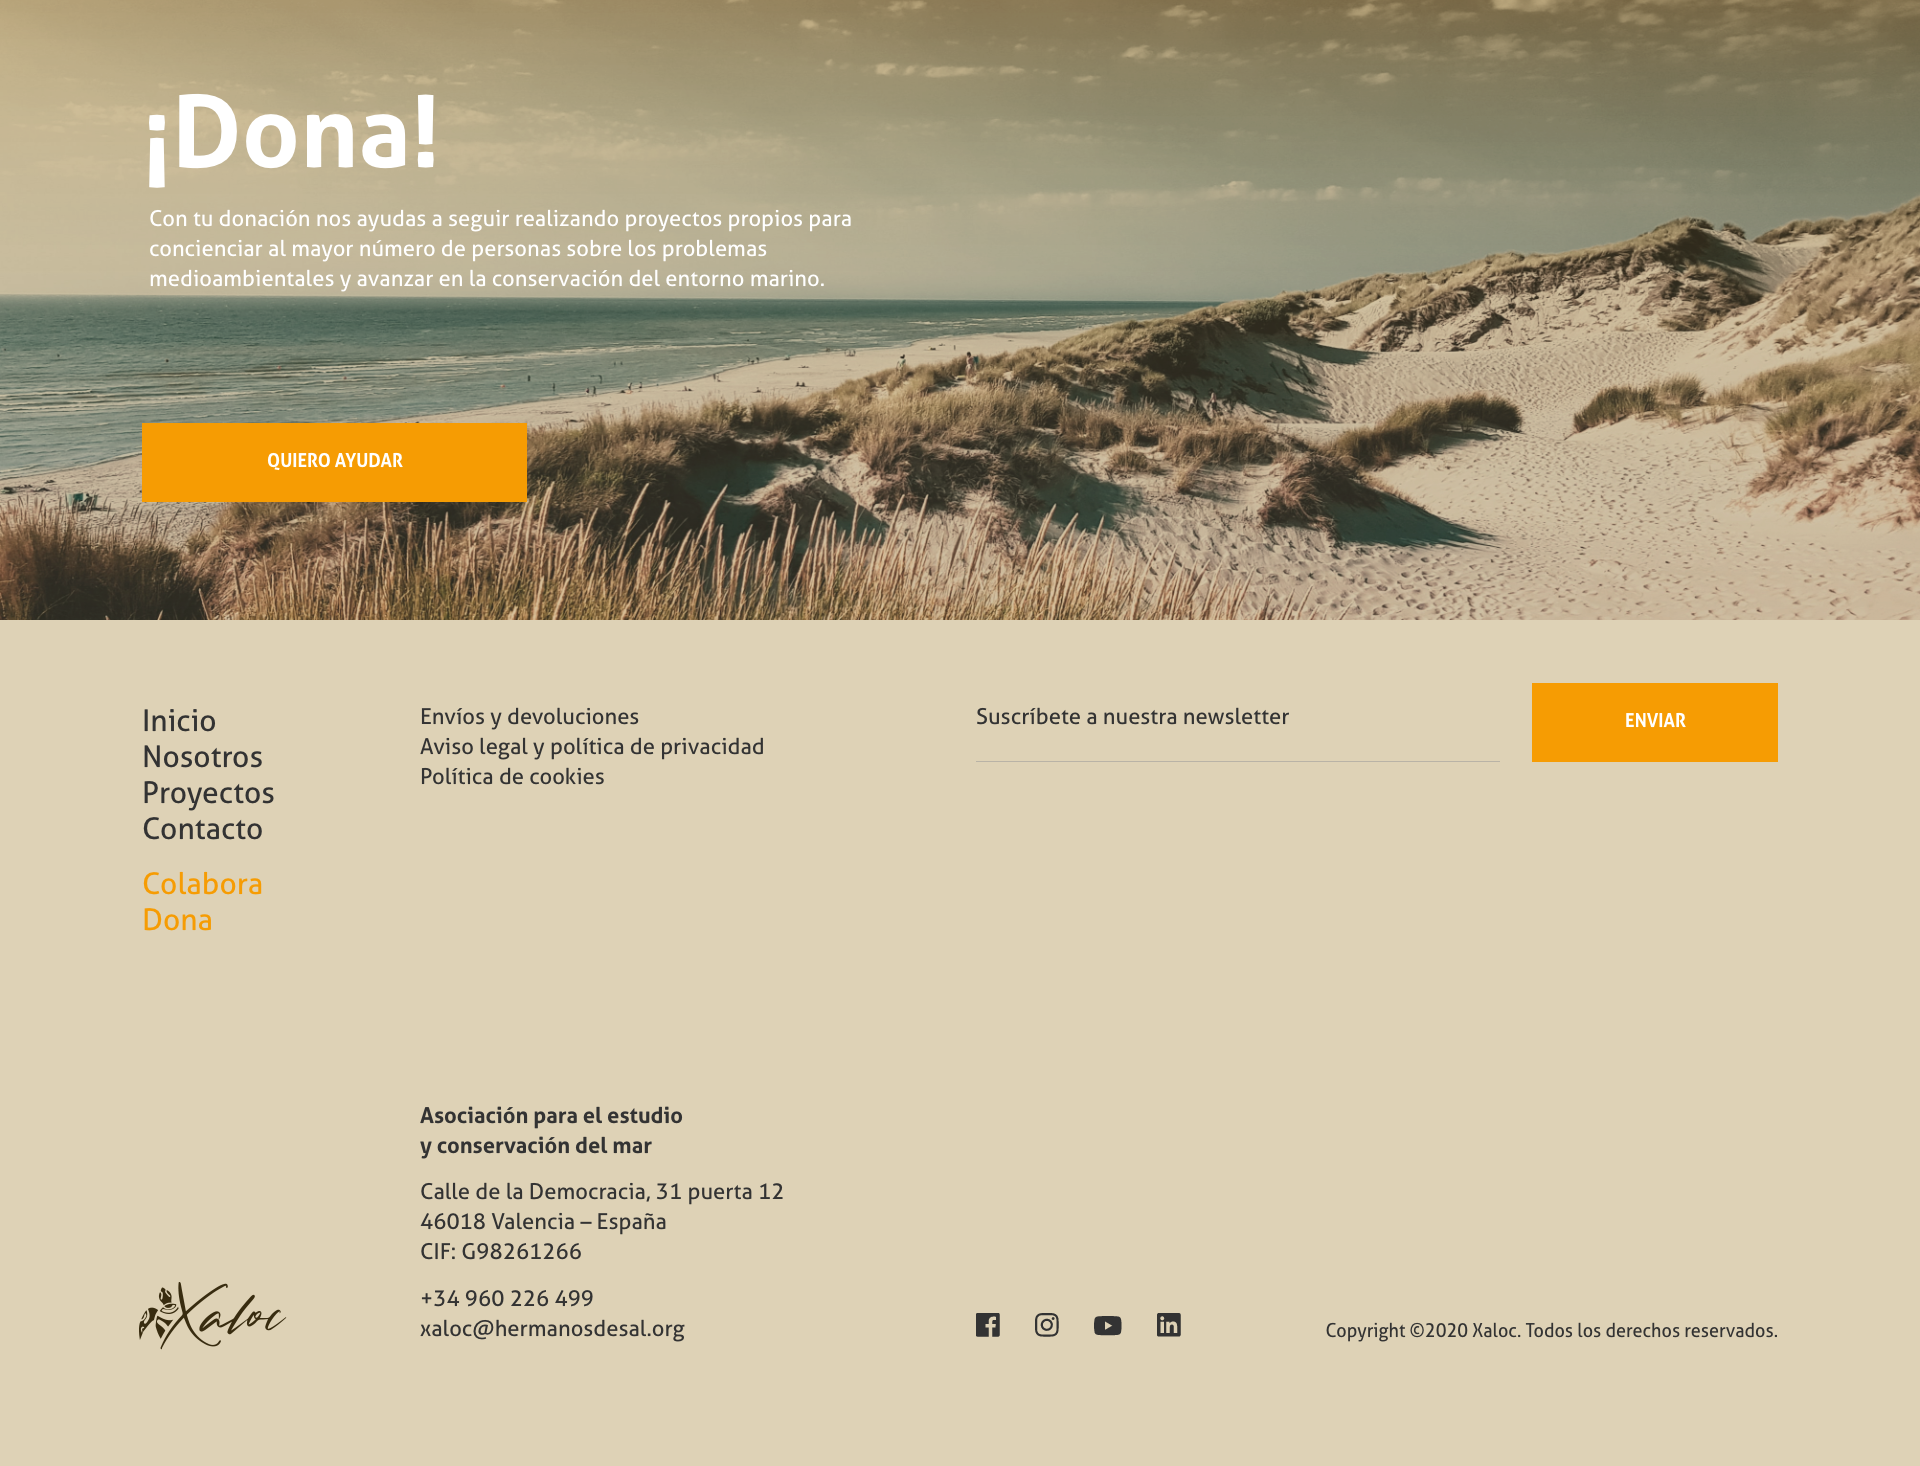 ¡Dona!
Con tu donación nos ayudas a seguir realizando proyectos propios para
concienciar al mayor número de personas sobre los problemas
medioambientales y avanzar en la conservación del entorno marino.
QUIERO AYUDAR
Inicio
Nosotros
Proyectos
Contacto
Colabora
Dona
Envíos y devoluciones
Aviso legal y política de privacidad
Política de cookies
Suscríbete a nuestra newsletter
ENVIAR
Xaloc
Asociación para el estudio
y conservación del mar
Calle de la Democracia, 31 puerta 12
46018 Valencia – España
CIF: G98261266
+34 960 226 499
xaloc@hermanosdesal.org
Copyright ©2020 Xaloc. Todos los derechos reservados.